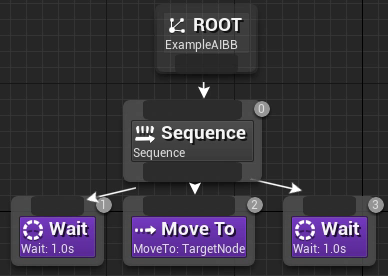 ROOT
ExampleAIBB
0
Sequence
Sequence
1
Wait
Wait: 1.0s
2
Move To
MoveTo: TargetNode
3
Wait
Wait: 1.0s